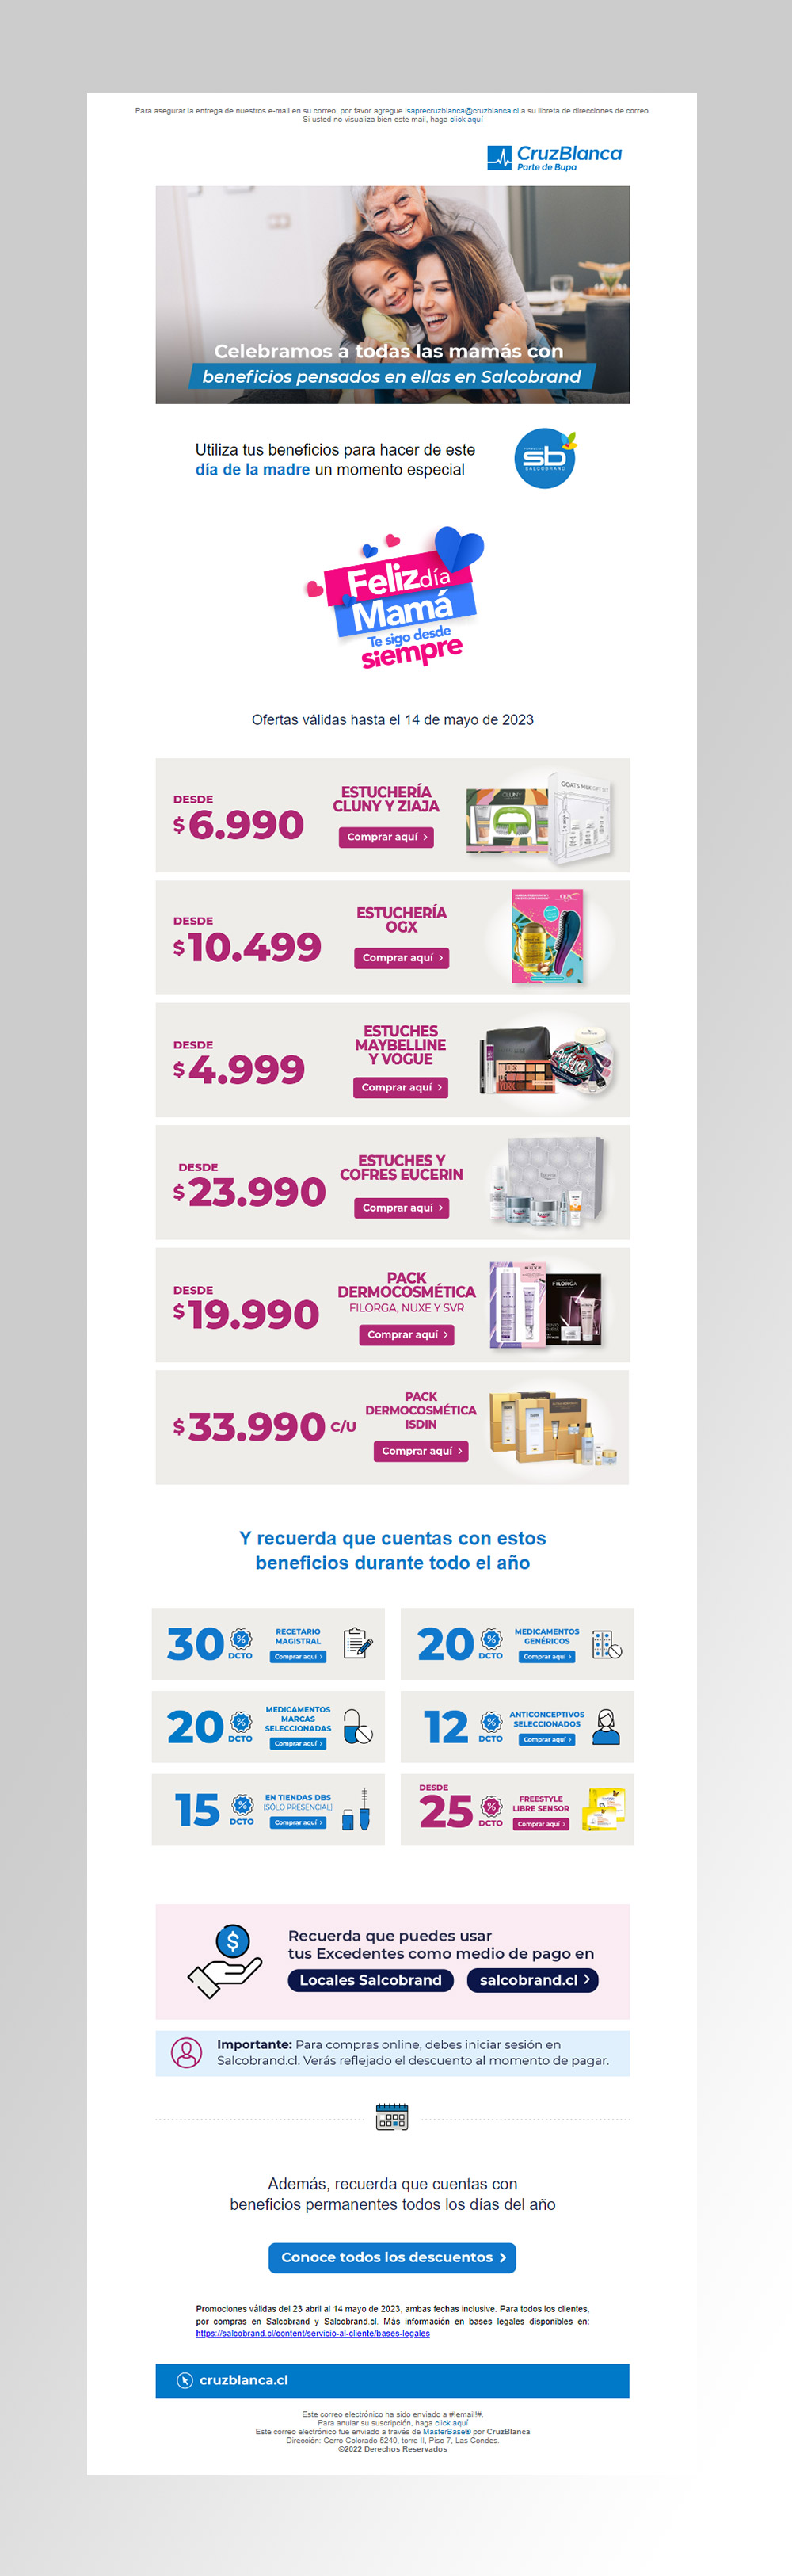 Para asegurar la entrega de nuestros e-mail en su correo, por favor agregue isaprecruzblanca@cruzblanca.cl a su libreta de direcciones de correo.
Si usted no visualiza bien este mail, haga click aquí
CruzBlanca
Parte de Bupa
Celebramos a todas las mamás con
beneficios pensados en ellas en Salcobrand
Utiliza tus beneficios para hacer de este
día de la madre un momento especial
sb
SALCOBRAND
Feliz día
Mamá
Te sigo desde
siempre
Ofertas válidas hasta el 14 de mayo de 2023
DESDE
$6.990
ESTUCHERÍA
CLUNY Y ZIAJA
Comprar aquí
CLUNY
GOATS MILK GIFT SET
DESDE
$10.499
ESTUCHERÍA
OGX
Comprar aquí
DESDE
$4.999
ESTUCHES
MAYBELLINE
Y VOGUE
Comprar aquí
DESDE
$23.990
ESTUCHES Y
COFRES EUCERIN
Comprar aquí
DESDE
$19.990
PACK
DERMOCOSMÉTICA
FILORGA, NUXE Y SVR
Comprar aquí
NUXE
FILORGA
$33.990 C/U
PACK
DERMOCOSMÉTICA
ISDIN
Comprar aquí
Y recuerda que cuentas con estos
beneficios durante todo el año
30 % DCTO
RECETARIO
MAGISTRAL
Comprar aquí
20 % DCTO
MEDICAMENTOS
GENÉRICOS
Comprar aquí
20 % DCTO
MEDICAMENTOS
MARCAS
SELECCIONADAS
Comprar aquí
12 % DCTO
ANTICONCEPTIVOS
SELECCIONADOS
Comprar aquí
15 % DCTO
EN TIENDAS DBS
(SÓLO PRESENCIAL)
Comprar aquí
DESDE
25 % DCTO
FREESTYLE
LIBRE SENSOR
Comprar aquí
Recuerda que puedes usar
tus Excedentes como medio de pago en
Locales Salcobrand
salcobrand.cl
Importante: Para compras online, debes iniciar sesión en
Salcobrand.cl. Verás reflejado el descuento al momento de pagar.
Además, recuerda que cuentas con
beneficios permanentes todos los días del año
Conoce todos los descuentos
Promociones válidas del 23 abril al 14 mayo de 2023, ambas fechas inclusive. Para todos los clientes,
por compras en Salcobrand y Salcobrand.cl. Más información en bases legales disponibles en:
https://salcobrand.cl/content/servicio-al-cliente/bases-legales
cruzblanca.cl
Este correo electrónico ha sido enviado a #!email!#.
Para anular su suscripción, haga click aquí
Este correo electrónico fue enviado a través de MasterBase® por CruzBlanca
Dirección: Cerro Colorado 5240, torre II, Piso 7, Las Condes.
©2022 Derechos Reservados